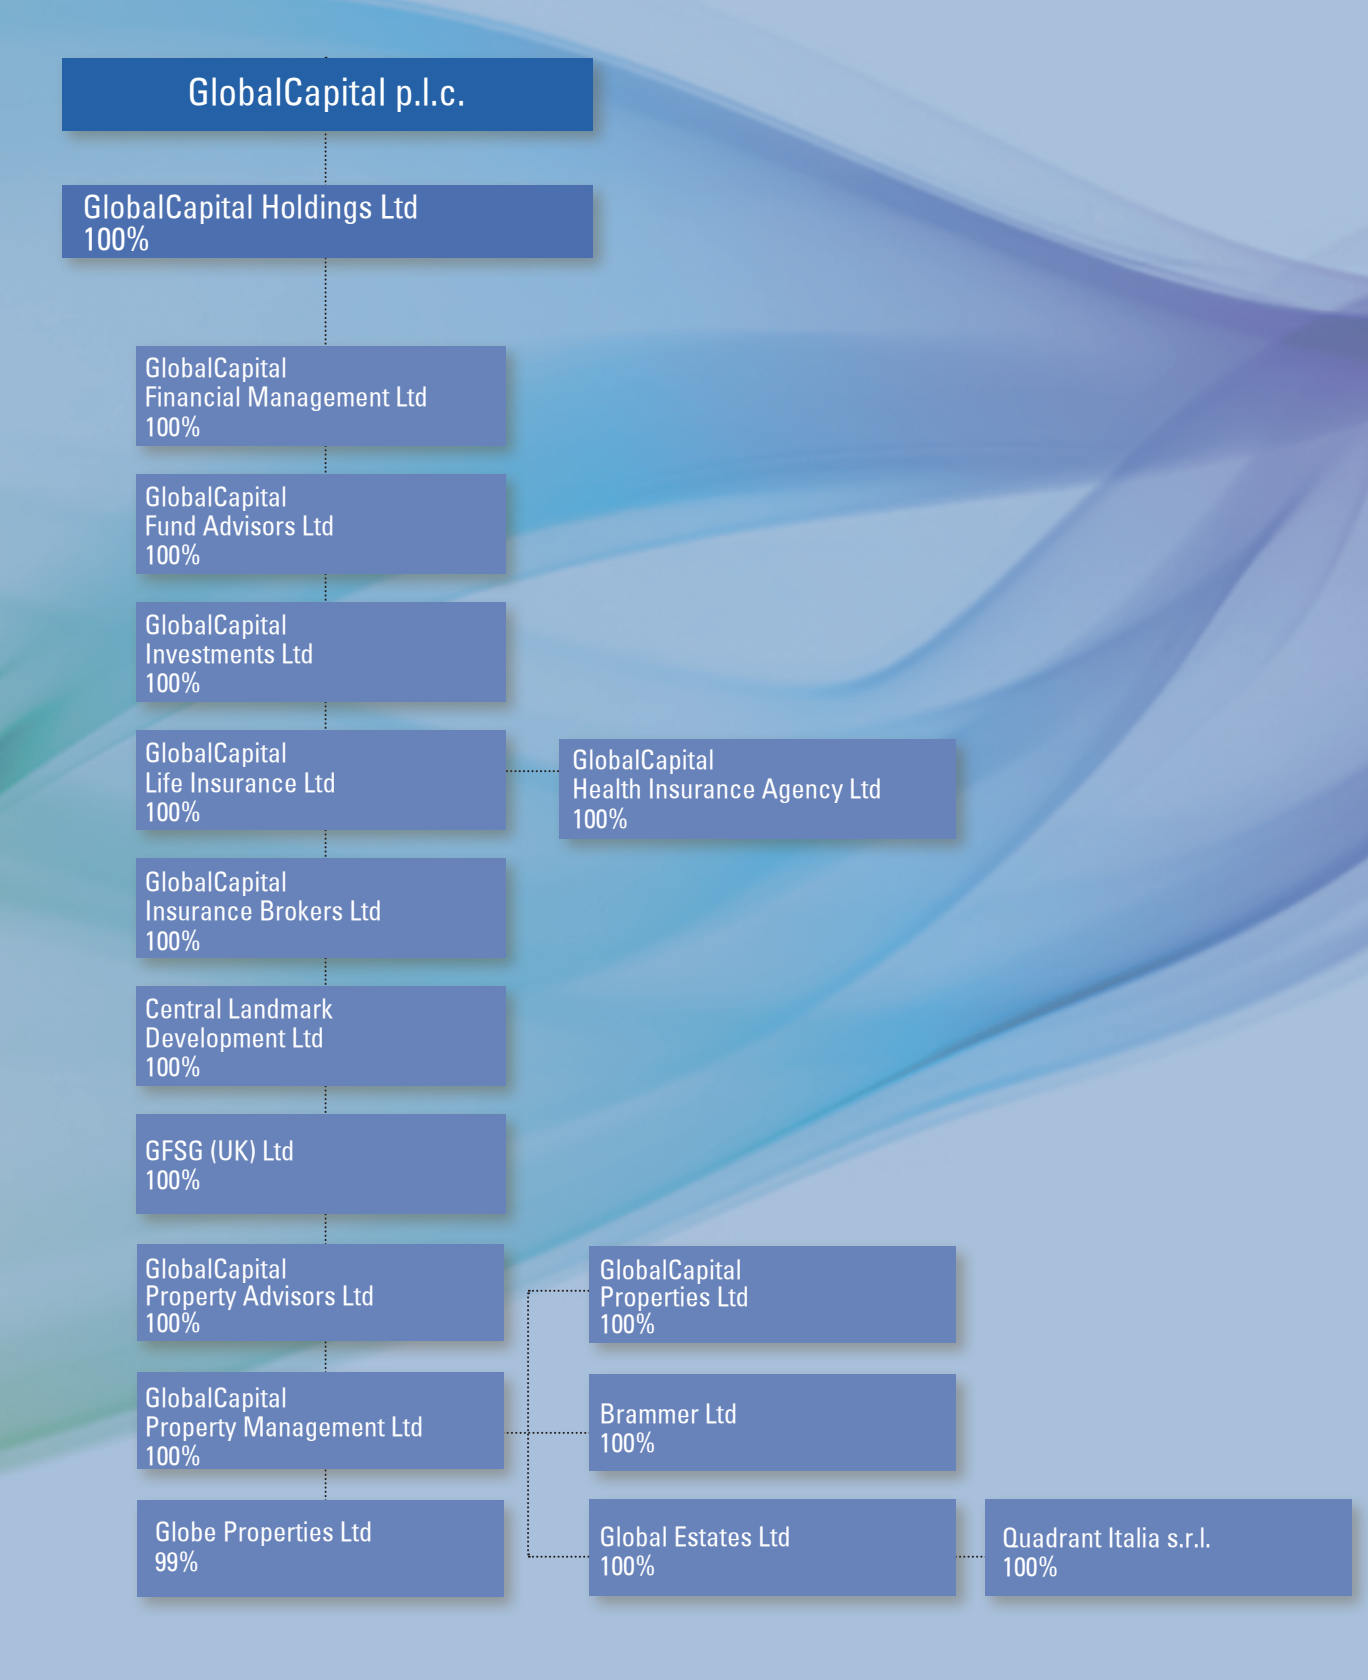 GlobalCapital p.l.c.
GlobalCapital Holdings Ltd
100%
GlobalCapital
Financial Management Ltd
100%
GlobalCapital
Fund Advisors Ltd
100%
GlobalCapital
Investments Ltd
100%
GlobalCapital
Life Insurance Ltd
100%
GlobalCapital
Health Insurance Agency Ltd
100%
GlobalCapital
Insurance Brokers Ltd
100%
Central Landmark
Development Ltd
100%
GFSG (UK) Ltd
100%
GlobalCapital
Property Advisors Ltd
100%
GlobalCapital
Properties Ltd
100%
GlobalCapital
Property Management Ltd
100%
Brammer Ltd
100%
Globe Properties Ltd
99%
Global Estates Ltd
100%
Quadrant Italia s.r.l.
100%